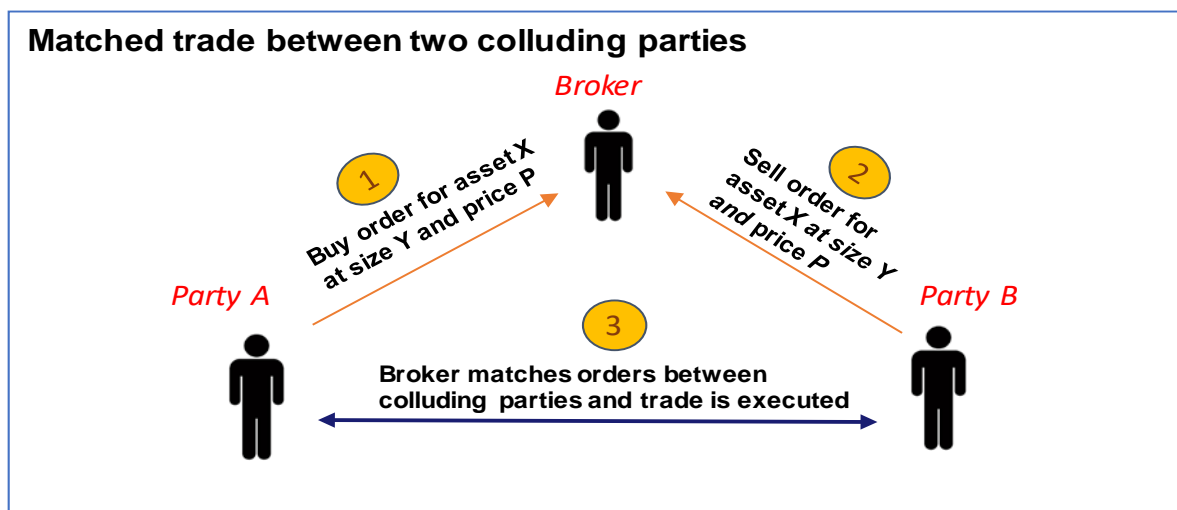 Matched trade between two colluding parties
Broker
1
Buy order for asset X
at size Y and price P
2
Sell order for
asset X at size Y
and price P
Party A
Party B
3
Broker matches orders between
colluding parties and trade is executed